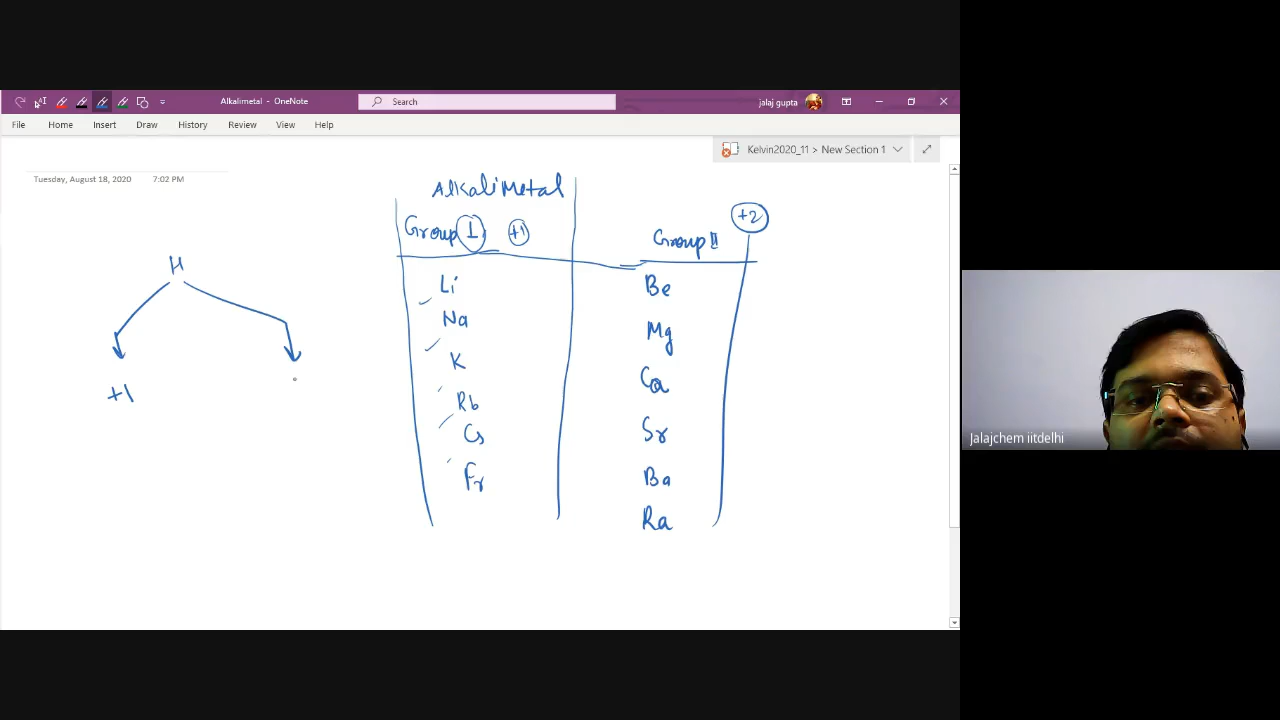 Alkalimetal - OneNote
Search
jalaj gupta
File Home Insert Draw History Review View Help
Kelvin2020_11 > New Section 1
Tuesday, August 18, 2020 7:02 PM
Alkali Metal
Group 1 +1
Group II +2
H
+1
Li
Na
K
Rb
Cs
Fr
Be
Mg
Ca
Sr
Ba
Ra
Jalajchem iitdelhi